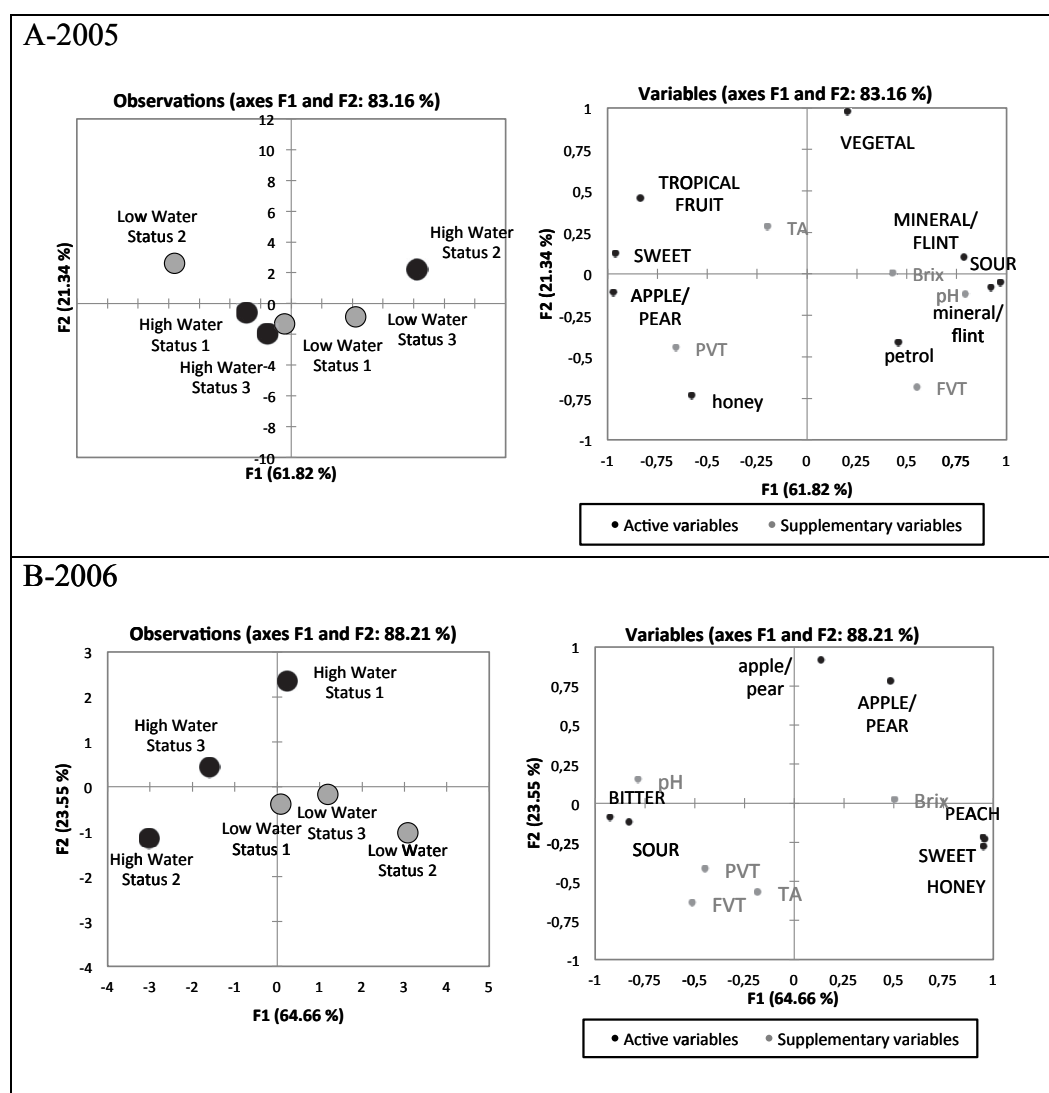 A-2005
Observations (axes F1 and F2: 83.16 %)
12
10
8
6
4
2
0
-4
-6
-8
-10
F2 (21.34 %)
F1 (61.82 %)
Low Water
Status 2
High Water
Status 2
High Water
Status 1
High Water
Status 3
Low Water
Status 1
Low Water
Status 3
Variables (axes F1 and F2: 83.16 %)
1
0,75
0,5
0,25
0
-0,25
-0,5
-0,75
-1
F2 (21.34 %)
VEGETAL
TROPICAL
FRUIT
TA
MINERAL/
FLINT
SWEET
SOUR
Brix
APPLE/
PEAR
pH
mineral/
flint
PVT
petrol
FVT
honey
-1 -0,75 -0,5 -0,25 0 0,25 0,5 0,75 1
F1 (61.82 %)
Active variables Supplementary variables
B-2006
Observations (axes F1 and F2: 88.21 %)
3
2
1
0
-1
-2
-3
-4
F2 (23.55 %)
High Water
Status 1
High Water
Status 3
Low Water
Status 1
Low Water
Status 3
High Water
Status 2
Low Water
Status 2
-4 -3 -2 -1 0 1 2 3 4 5
F1 (64.66 %)
Variables (axes F1 and F2: 88.21 %)
1
0,75
0,5
0,25
0
-0,25
-0,5
-0,75
-1
F2 (23.55 %)
apple/
pear
APPLE/
PEAR
pH
BITTER
Brix
PEACH
SOUR
SWEET
PVT
HONEY
TA
FVT
-1 -0,75 -0,5 -0,25 0 0,25 0,5 0,75 1
F1 (64.66 %)
Active variables Supplementary variables